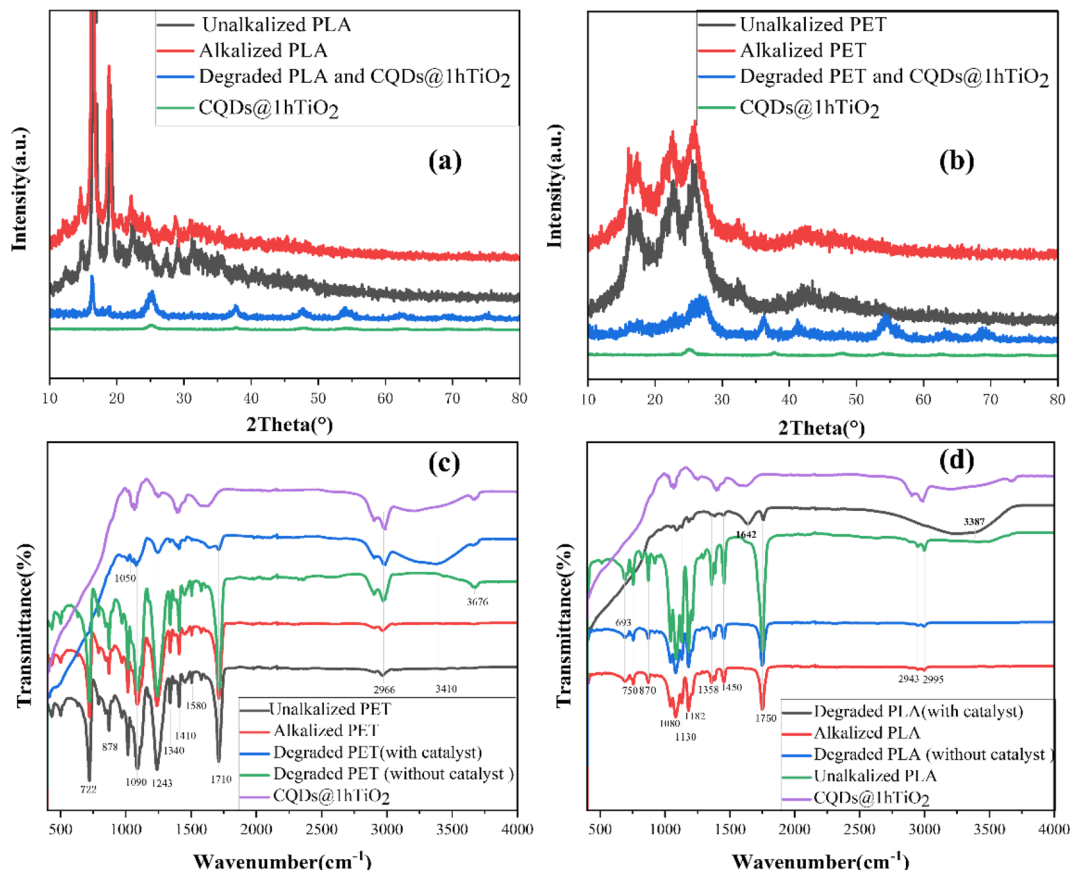 Unalkalized PLA
Alkalized PLA
Degraded PLA and CQDs@1hTiO2
CQDs@1hTiO2
(a)
Intensity(a.u.)
10 20 30 40 50 60 70 80
2Theta(°)
Unalkalized PET
Alkalized PET
Degraded PET and CQDs@1hTiO2
CQDs@1hTiO2
(b)
Intensity(a.u.)
10 20 30 40 50 60 70 80
2Theta(°)
(c)
Transmittance(%)
1050
3676
2966
3410
1580
1410
1340
878
1090
1243
1710
722
Unalkalized PET
Alkalized PET
Degraded PET(with catalyst)
Degraded PET (without catalyst )
CQDs@1hTiO2
500 1000 1500 2000 2500 3000 3500 4000
Wavenumber(cm-1)
(d)
Transmittance(%)
3387
1642
693
750
870
1358
1450
2943
2995
1182
1080
1130
1750
Degraded PLA(with catalyst)
Alkalized PLA
Degraded PLA (without catalyst )
Unalkalized PLA
CQDs@1hTiO2
500 1000 1500 2000 2500 3000 3500 4000
Wavenumber(cm-1)